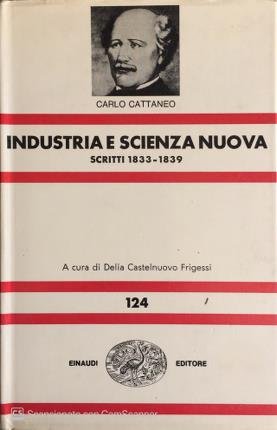 CARLO CATTANEO
INDUSTRIA E SCIENZA NUOVA
SCRITTI 1833-1839
A cura di Delia Castelnuovo Frigessi
124
EINAUDI EDITORE
CS Scansionato con CamScanner